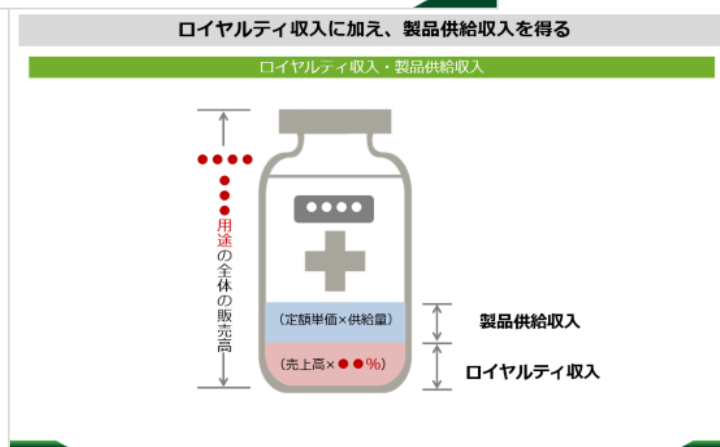 ロイヤルティ収入に加え、製品供給収入を得る
ロイヤルティ収入・製品供給収入
●●●●
●●●用途の全体の販売高
●●●●
(定額単価×供給量)
製品供給収入
(売上高×●●%)
ロイヤルティ収入